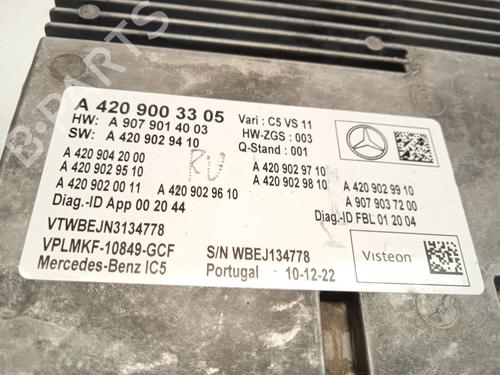 A 420 900 33 05
Vari : C5 VS 11
HW: A 907 901 40 03
HW-ZGS : 003
SW: A 420 902 94 10
Q-Stand : 001
RU
A 420 904 20 00
A 420 902 97 10
A 420 902 99 10
A 420 902 95 10
A 420 902 98 10
A 907 903 72 00
A 420 902 00 11
A 420 902 96 10
Diag.-ID App 00 20 44
Diag.-ID FBL 01 20 04
VTWBEJN3134778
VPLMKF-10849-GCF
S/N WBEJ134778
Visteon
Mercedes-Benz IC5
Portugal
10-12-22
B-PARTS